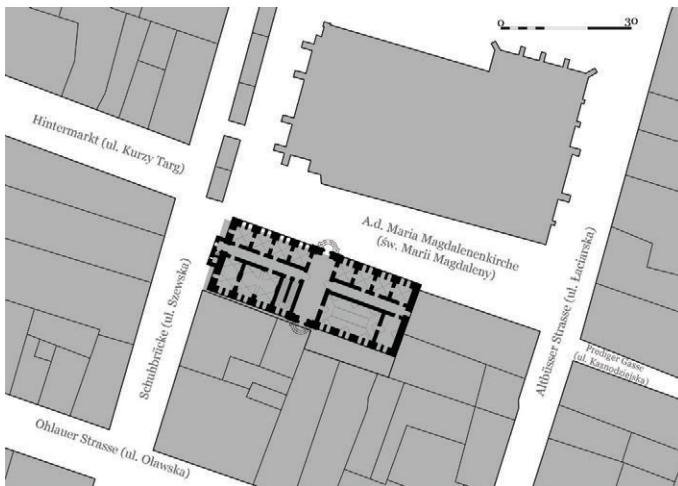 0 30
Hintermarkt (ul. Kurzy Targ)
A.d. Maria Magdalenenkirche
(św. Marii Magdaleny)
Schuhbrücke (ul. Szewska)
Altbüsser Strasse (ul. Łaciarska)
Prediger Gasse
(ul. Kaznodziejska)
Ohlauer Strasse (ul. Oławska)